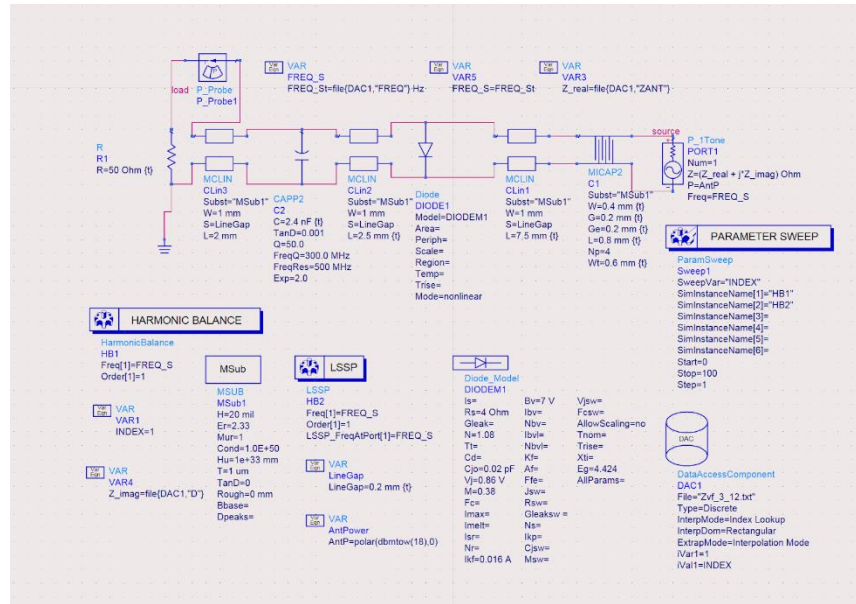 P_Probe
P_Probe1
load
Var
Eqn
VAR
FREQ_S
FREQ_St=file{DAC1,"FREQ"} Hz
Var
Eqn
VAR
VAR5
FREQ_S=FREQ_St
Var
Eqn
VAR
VAR3
Z_real=file{DAC1,"ZANT"}
R
R1
R=50 Ohm {t}
MCLIN
CLin3
Subst="MSub1"
W=1 mm
S=LineGap
L=2 mm
CAPP2
C2
C=2.4 nF {t}
TanD=0.001
Q=50.0
FreqQ=300.0 MHz
FreqRes=500 MHz
Exp=2.0
MCLIN
CLin2
Subst="MSub1"
W=1 mm
S=LineGap
L=2.5 mm {t}
Diode
DIODE1
Model=DIODEM1
Area=
Periph=
Scale=
Region=
Temp=
Trise=
Mode=nonlinear
MCLIN
CLin1
Subst="MSub1"
W=1 mm
S=LineGap
L=7.5 mm {t}
MICAP2
C1
Subst="MSub1"
W=0.4 mm {t}
G=0.2 mm {t}
Ge=0.2 mm {t}
L=0.8 mm {t}
Np=4
Wt=0.6 mm {t}
source
P_1Tone
PORT1
Num=1
Z=(Z_real + j*Z_imag) Ohm
P=AntP
Freq=FREQ_S
PARAMETER SWEEP
ParamSweep
Sweep1
SweepVar="INDEX"
SimInstanceName[1]="HB1"
SimInstanceName[2]="HB2"
SimInstanceName[3]=
SimInstanceName[4]=
SimInstanceName[5]=
SimInstanceName[6]=
Start=0
Stop=100
Step=1
HARMONIC BALANCE
HarmonicBalance
HB1
Freq[1]=FREQ_S
Order[1]=1
Var
Eqn
VAR
VAR1
INDEX=1
Var
Eqn
VAR
VAR4
Z_imag=file{DAC1,"D"}
MSub
MSUB
MSub1
H=20 mil
Er=2.33
Mur=1
Cond=1.0E+50
Hu=1e+33 mm
T=1 um
TanD=0
Rough=0 mm
Bbase=
Dpeaks=
LSSP
LSSP
HB2
Freq[1]=FREQ_S
Order[1]=1
LSSP_FreqAtPort[1]=FREQ_S
Var
Eqn
VAR
LineGap
LineGap=0.2 mm {t}
Var
Eqn
VAR
AntPower
AntP=polar(dbmtow(18),0)
Diode_Model
DIODEM1
Is=
Rs=4 Ohm
Gleak=
N=1.08
Tt=
Cd=
Cjo=0.02 pF
Vj=0.86 V
M=0.38
Fc=
Imax=
Imelt=
Isr=
Nr=
Ikf=0.016 A
Bv=7 V
Ibv=
Nbv=
Ibvl=
Nbvl=
Kf=
Af=
Ffe=
Jsw=
Rsw=
Gleaksw =
Ns=
Ikp=
Cjsw=
Msw=
Vjsw=
Fcsw=
AllowScaling=no
Tnom=
Trise=
Xti=
Eg=4.424
AllParams=
DAC
DataAccessComponent
DAC1
File="Zvf_3_12.txt"
Type=Discrete
InterpMode=Index Lookup
InterpDom=Rectangular
ExtrapMode=Interpolation Mode
iVar1=1
iVal1=INDEX